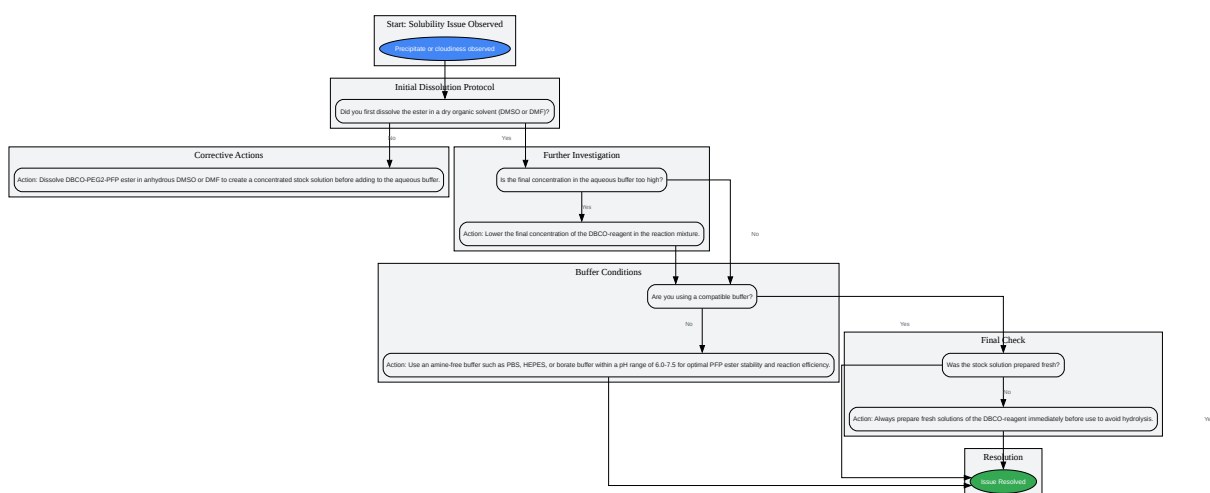 Start: Solubility Issue Observed
Precipitate or cloudiness observed
Initial Dissolution Protocol
Did you first dissolve the ester in a dry organic solvent (DMSO or DMF)?
No
Yes
Corrective Actions
Action: Dissolve DBCO-PEG2-PFP ester in anhydrous DMSO or DMF to create a concentrated stock solution before adding to the aqueous buffer.
Further Investigation
Is the final concentration in the aqueous buffer too high?
Yes
Action: Lower the final concentration of the DBCO-reagent in the reaction mixture.
No
Buffer Conditions
Are you using a compatible buffer?
No
Yes
Action: Use an amine-free buffer such as PBS, HEPES, or borate buffer within a pH range of 6.0-7.5 for optimal PFP ester stability and reaction efficiency.
Final Check
Was the stock solution prepared fresh?
No
Action: Always prepare fresh solutions of the DBCO-reagent immediately before use to avoid hydrolysis.
Resolution
Issue Resolved